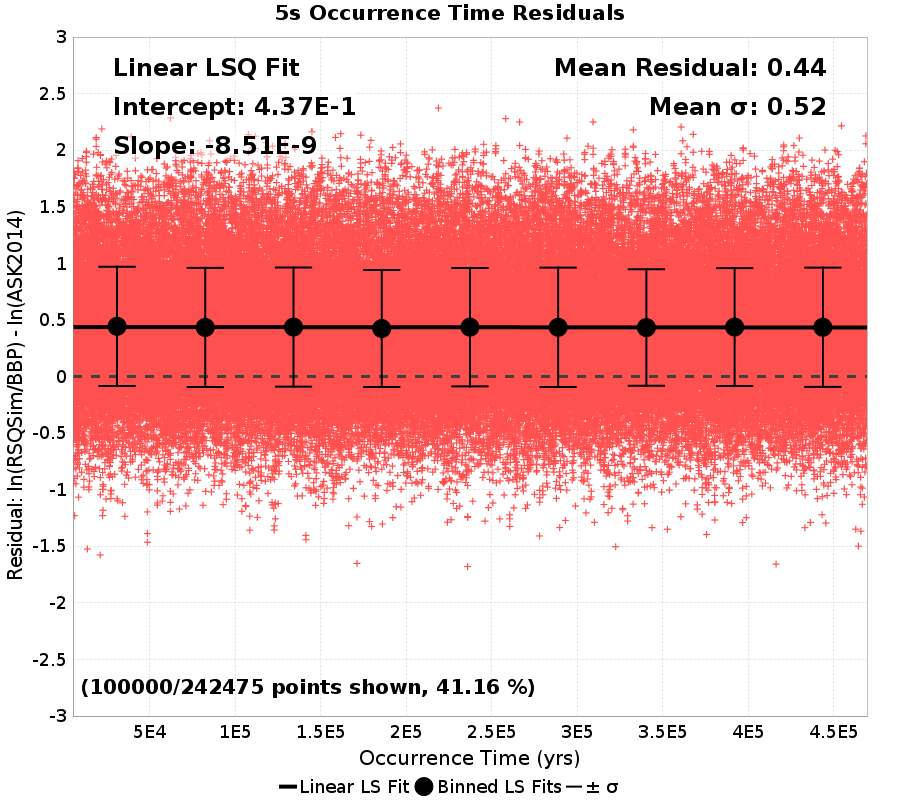 5s Occurrence Time Residuals
Linear LSQ Fit
Mean Residual: 0.44
Intercept: 4.37E-1
Mean σ: 0.52
Slope: -8.51E-9
3
2.5
2
1.5
1
0.5
0
-0.5
-1
-1.5
-2
-2.5
-3
Residual: ln(RSQSim/BBP) - ln(ASK2014)
(100000/242475 points shown, 41.16 %)
5E4 1E5 1.5E5 2E5 2.5E5 3E5 3.5E5 4E5 4.5E5
Occurrence Time (yrs)
Linear LS Fit Binned LS Fits ± σ